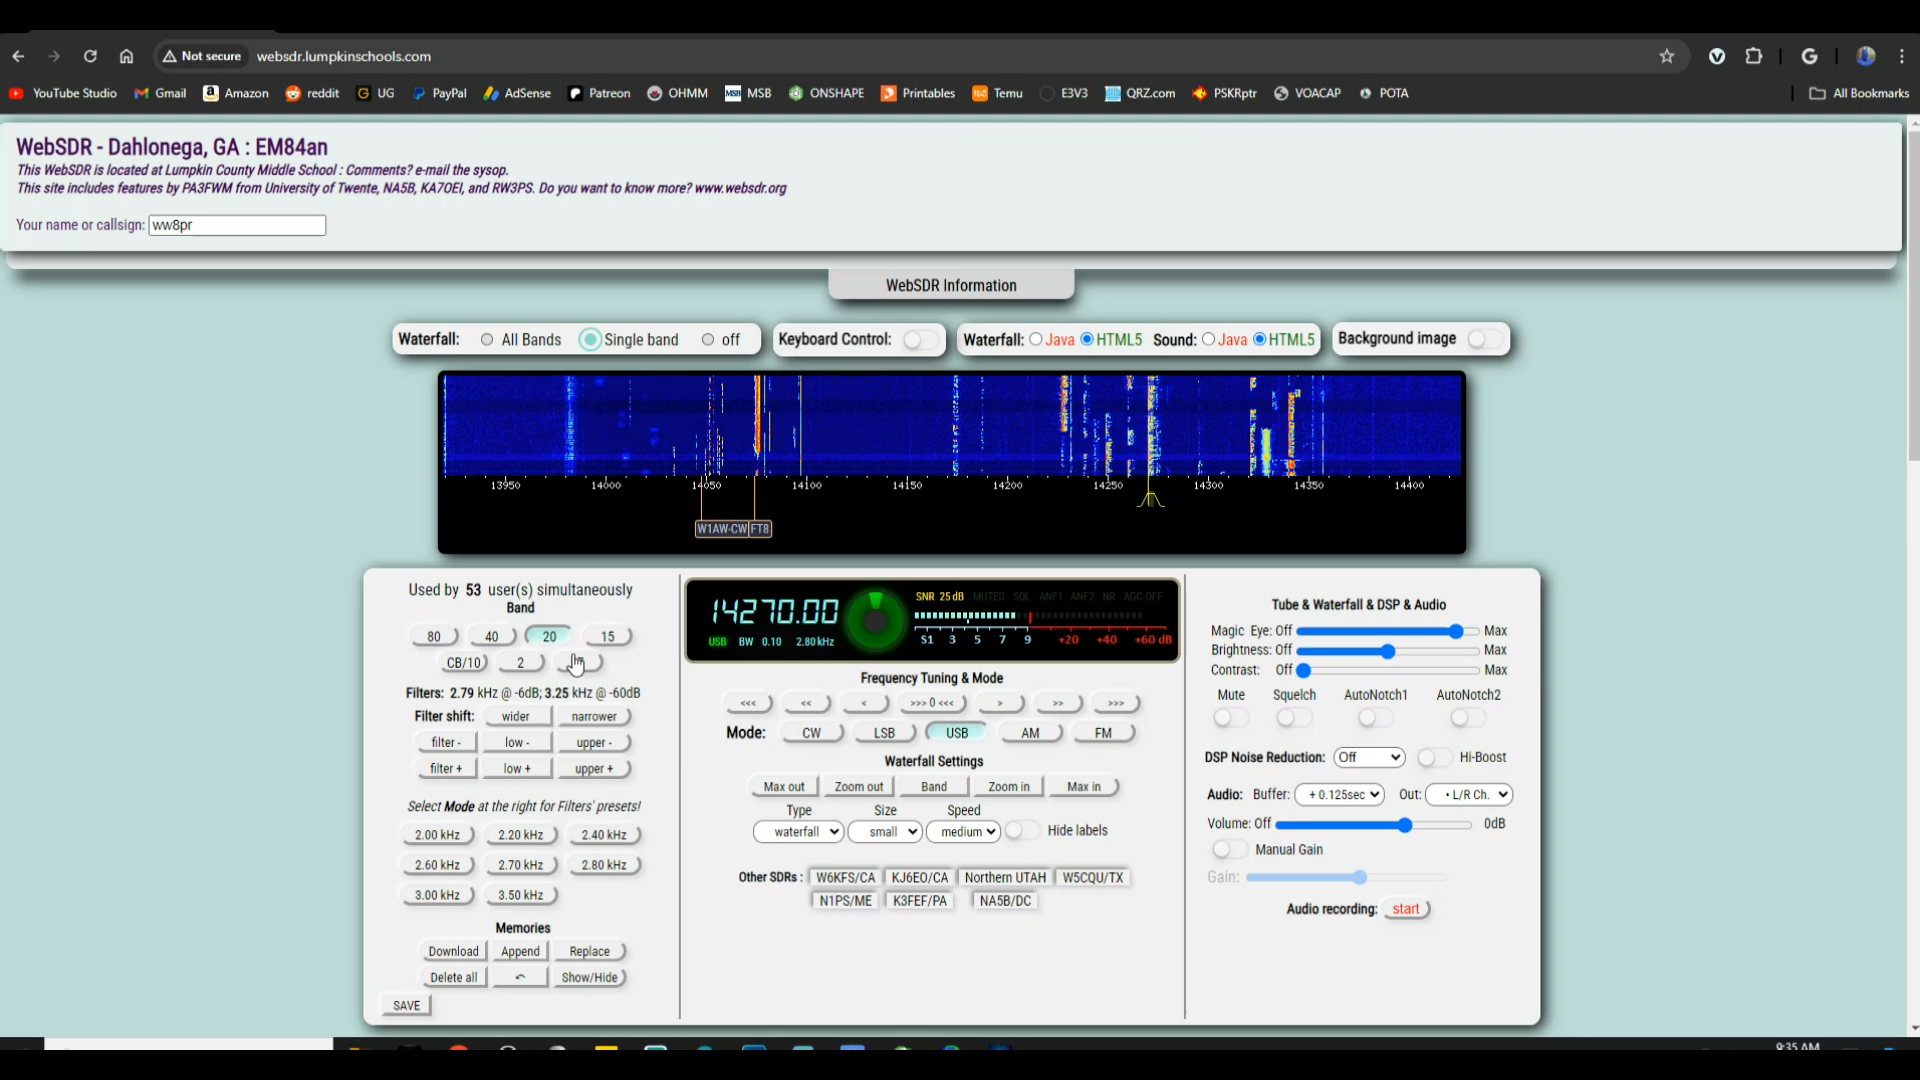 Not secure websdr.lumpkinschools.com
YouTube Studio Gmail Amazon reddit UG PayPal AdSense Patreon OHMM MSB ONSHAPE Printables Temu E3V3 QRZ.com PSKRptr VOACAP POTA All Bookmarks
WebSDR - Dahlonega, GA : EM84an
This WebSDR is located at Lumpkin County Middle School : Comments? e-mail the sysop.
This site includes features by PA3FWM from University of Twente, NA5B, KA7OEI, and RW3PS. Do you want to know more? www.websdr.org
Your name or callsign: ww8pr
WebSDR Information
Waterfall: All Bands Single band off Keyboard Control: Waterfall: Java HTML5 Sound: Java HTML5 Background image
13950 14000 14050 14100 14150 14200 14250 14300 14350 14400
W1AW-CW FT8
Used by 53 user(s) simultaneously
Band
80 40 20 15
CB/10 2
Filters: 2.79 kHz @ -6dB; 3.25 kHz @ -60dB
Filter shift: wider narrower
filter - low - upper -
filter + low + upper +
Select Mode at the right for Filters' presets!
2.00 kHz 2.20 kHz 2.40 kHz
2.60 kHz 2.70 kHz 2.80 kHz
3.00 kHz 3.50 kHz
Memories
Download Append Replace
Delete all Show/Hide
SAVE
14270.00
USB BW 0.10 2.80kHz
SNR 25dB MUTED SQL ANF1 ANF2 NR AGC OFF
S1 3 5 7 9 +20 +40 +60 dB
Frequency Tuning & Mode
<<< << < >>> 0 <<< > >> >>>
Mode: CW LSB USB AM FM
Waterfall Settings
Max out Zoom out Band Zoom in Max in
Type Size Speed
waterfall small medium Hide labels
Other SDRs : W6KFS/CA KJ6EO/CA Northern UTAH W5CQU/TX
N1PS/ME K3FEF/PA NA5B/DC
Tube & Waterfall & DSP & Audio
Magic Eye: Off Max
Brightness: Off Max
Contrast: Off Max
Mute Squelch AutoNotch1 AutoNotch2
DSP Noise Reduction: Off Hi-Boost
Audio: Buffer: + 0.125sec Out: • L/R Ch.
Volume: Off 0dB
Manual Gain
Gain:
Audio recording: start
9:35 AM